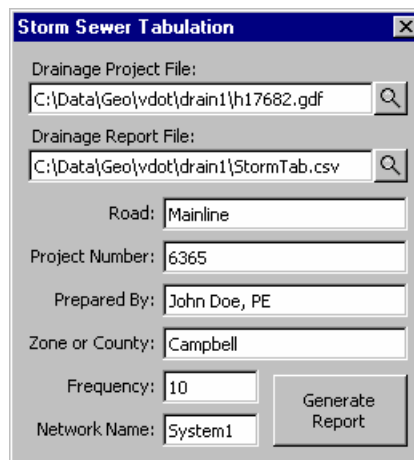 Storm Sewer Tabulation
Drainage Project File:
C:\Data\Geo\vdot\drain1\h17682.gdf
Drainage Report File:
C:\Data\Geo\vdot\drain1\StormTab.csv
Road: Mainline
Project Number: 6365
Prepared By: John Doe, PE
Zone or County: Campbell
Frequency: 10
Network Name: System1
Generate
Report